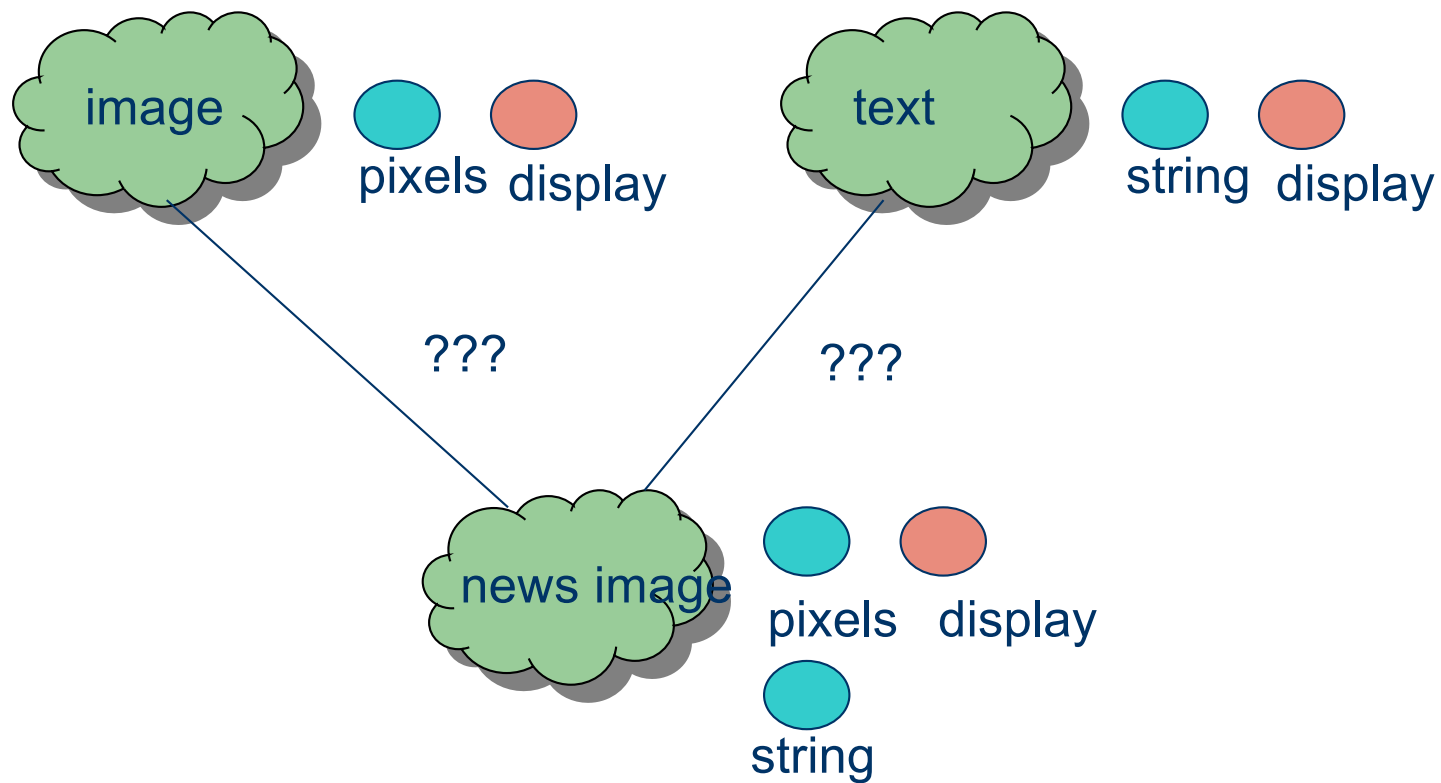 image
pixels display
text
string display
???
???
news image
pixels display
string